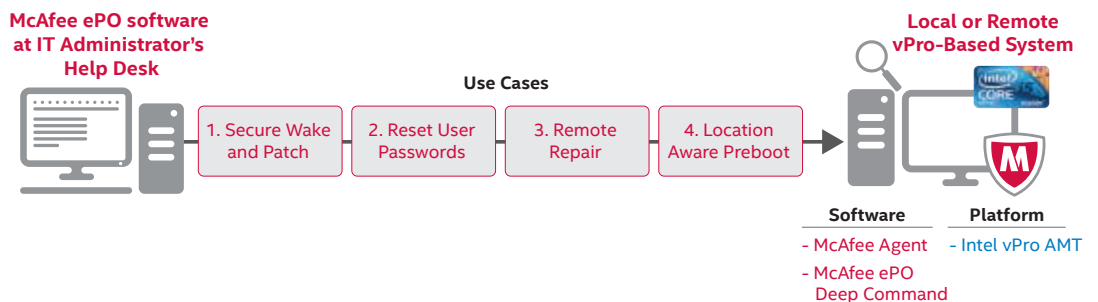 McAfee ePO software
at IT Administrator's
Help Desk
Local or Remote
vPro-Based System
Use Cases
1. Secure Wake
and Patch
2. Reset User
Passwords
3. Remote
Repair
4. Location
Aware Preboot
(intel)
CORE i5
M
Software
- McAfee Agent
- McAfee ePO
Deep Command
Platform
- Intel vPro AMT